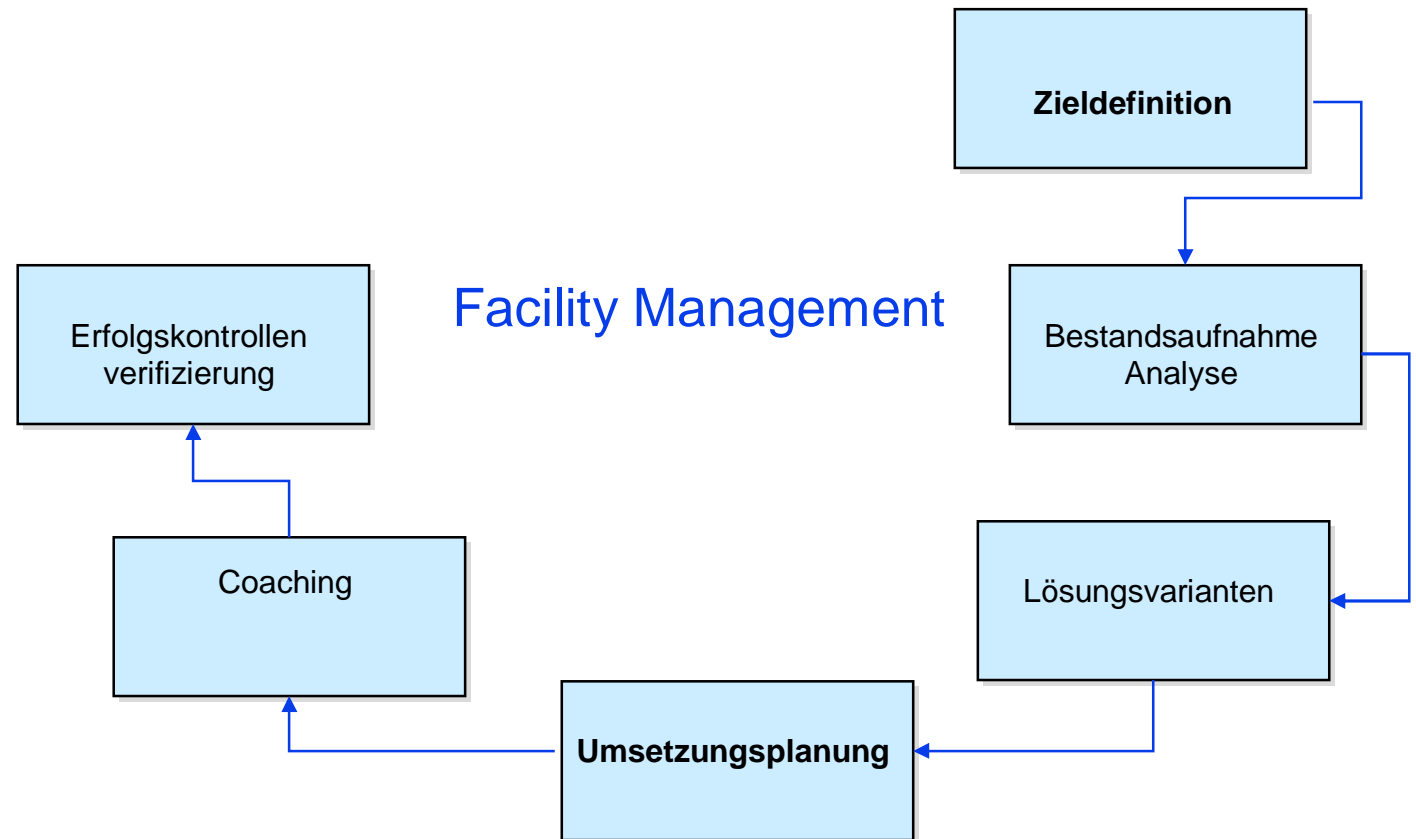 Zieldefinition
Facility Management
Bestandsaufnahme
Analyse
Lösungsvarianten
Umsetzungsplanung
Coaching
Erfolgskontrollen
verifizierung